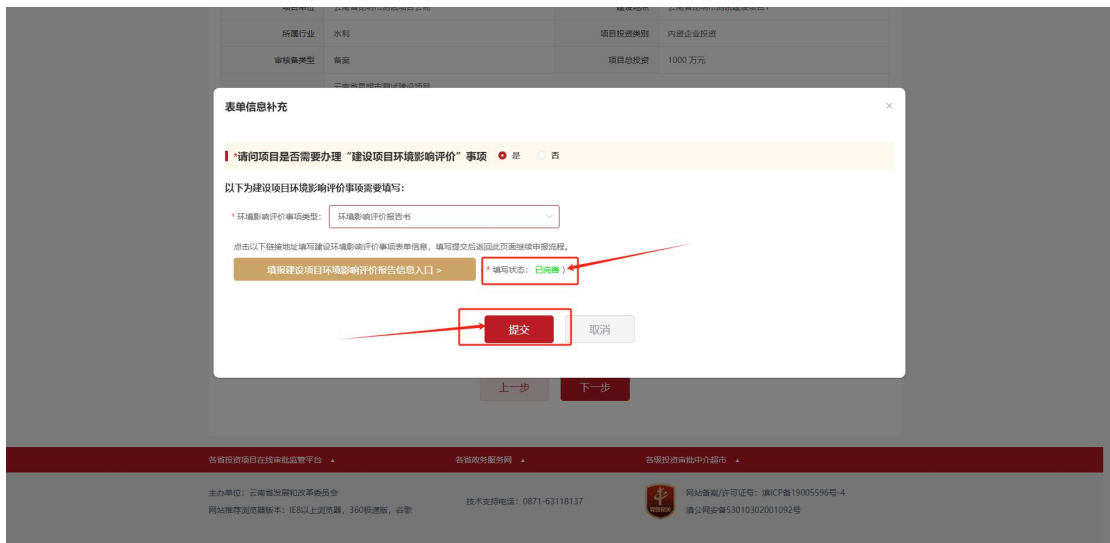 所属行业 水利 项目投资类别 内资企业投资
审核备类型 备案 项目总投资 1000 万元
表单信息补充 ×
*请问项目是否需要办理“建设项目环境影响评价”事项 是 否
以下为建设项目环境影响评价事项需要填写:
*环境影响评价事项类型: 环境影响评价报告书
点击以下链接地址填写建设环境影响评价事项表单信息，填写提交后返回此页面继续申报流程。
填报建设项目环境影响评价报告信息入口 > * 填写状态: 已完善 )
提交 取消
上一步 下一步
各省投资项目在线审批监管平台 各省政务服务网 各级投资审批中介超市
主办单位：云南省发展和改革委员会 技术支持电话：0871-63118137 网站备案/许可证号：滇ICP备19005596号-4
网站推荐浏览器版本：IE8以上浏览器，360极速版，谷歌 滇公网安备53010302001092号